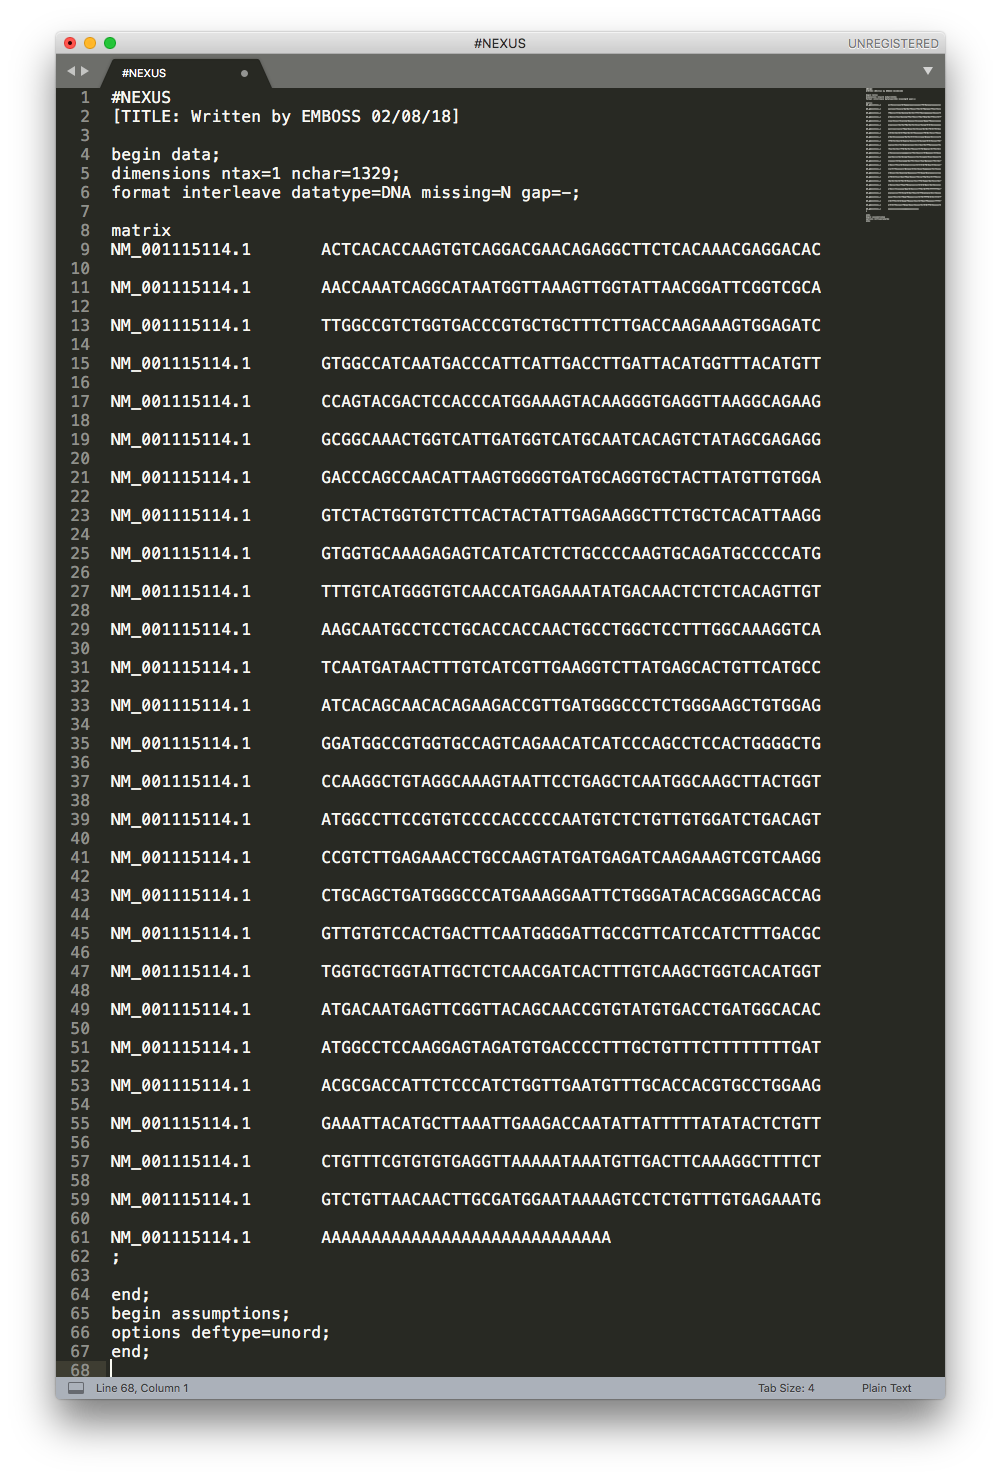 #NEXUS
UNREGISTERED
#NEXUS
1 #NEXUS
2 [TITLE: Written by EMBOSS 02/08/18]
3
4 begin data;
5 dimensions ntax=1 nchar=1329;
6 format interleave datatype=DNA missing=N gap=-;
7
8 matrix
9 NM_001115114.1       ACTCACACCAAGTGTCAGGACGAACAGAGGCTTCTCACAAACGAGGACAC
10
11 NM_001115114.1       AACCAAATCAGGCATAATGGTTAAAGTTGGTATTAACGGATTCGGTCGCA
12
13 NM_001115114.1       TTGGCCGTCTGGTGACCCGTGCTGCTTTCTTGACCAAGAAAGTGGAGATC
14
15 NM_001115114.1       GTGGCCATCAATGACCCATTCATTGACCTTGATTACATGGTTTACATGTT
16
17 NM_001115114.1       CCAGTACGACTCCACCCATGGAAAGTACAAGGGTGAGGTTAAGGCAGAAG
18
19 NM_001115114.1       GCGGCAAACTGGTCATTGATGGTCATGCAATCACAGTCTATAGCGAGAGG
20
21 NM_001115114.1       GACCCAGCCAACATTAAGTGGGGTGATGCAGGTGCTACTTATGTTGTGGA
22
23 NM_001115114.1       GTCTACTGGTGTCTTCACTACTATTGAGAAGGCTTCTGCTCACATTAAGG
24
25 NM_001115114.1       GTGGTGCAAAGAGAGTCATCATCTCTGCCCCAAGTGCAGATGCCCCCATG
26
27 NM_001115114.1       TTTGTCATGGGTGTCAACCATGAGAAATATGACAACTCTCTCACAGTTGT
28
29 NM_001115114.1       AAGCAATGCCTCCTGCACCACCAACTGCCTGGCTCCTTTGGCAAAGGTCA
30
31 NM_001115114.1       TCAATGATAACTTTGTCATCGTTGAAGGTCTTATGAGCACTGTTCATGCC
32
33 NM_001115114.1       ATCACAGCAACACAGAAGACCGTTGATGGGCCCTCTGGGAAGCTGTGGAG
34
35 NM_001115114.1       GGATGGCCGTGGTGCCAGTCAGAACATCATCCCAGCCTCCACTGGGGCTG
36
37 NM_001115114.1       CCAAGGCTGTAGGCAAAGTAATTCCTGAGCTCAATGGCAAGCTTACTGGT
38
39 NM_001115114.1       ATGGCCTTCCGTGTCCCCACCCCCAATGTCTCTGTTGTGGATCTGACAGT
40
41 NM_001115114.1       CCGTCTTGAGAAACCTGCCAAGTATGATGAGATCAAGAAAGTCGTCAAGG
42
43 NM_001115114.1       CTGCAGCTGATGGGCCCATGAAAGGAATTCTGGGATACACGGAGCACCAG
44
45 NM_001115114.1       GTTGTGTCCACTGACTTCAATGGGGATTGCCGTTCATCCATCTTTGACGC
46
47 NM_001115114.1       TGGTGCTGGTATTGCTCTCAACGATCACTTTGTCAAGCTGGTCACATGGT
48
49 NM_001115114.1       ATGACAATGAGTTCGGTTACAGCAACCGTGTATGTGACCTGATGGCACAC
50
51 NM_001115114.1       ATGGCCTCCAAGGAGTAGATGTGACCCCTTTGCTGTTTCTTTTTTTTGAT
52
53 NM_001115114.1       ACGCGACCATTCTCCCATCTGGTTGAATGTTTGCACCACGTGCCTGGAAG
54
55 NM_001115114.1       GAAATTACATGCTTAAATTGAAGACCAATATTATTTTTATATACTCTGTT
56
57 NM_001115114.1       CTGTTTCGTGTGTGAGGTTAAAAATAAATGTTGACTTCAAAGGCTTTTCT
58
59 NM_001115114.1       GTCTGTTAACAACTTGCGATGGAATAAAAGTCCTCTGTTTGTGAGAAATG
60
61 NM_001115114.1       AAAAAAAAAAAAAAAAAAAAAAAAAAAAA
62 ;
63
64 end;
65 begin assumptions;
66 options deftype=unord;
67 end;
68
Line 68, Column 1
Tab Size: 4
Plain Text